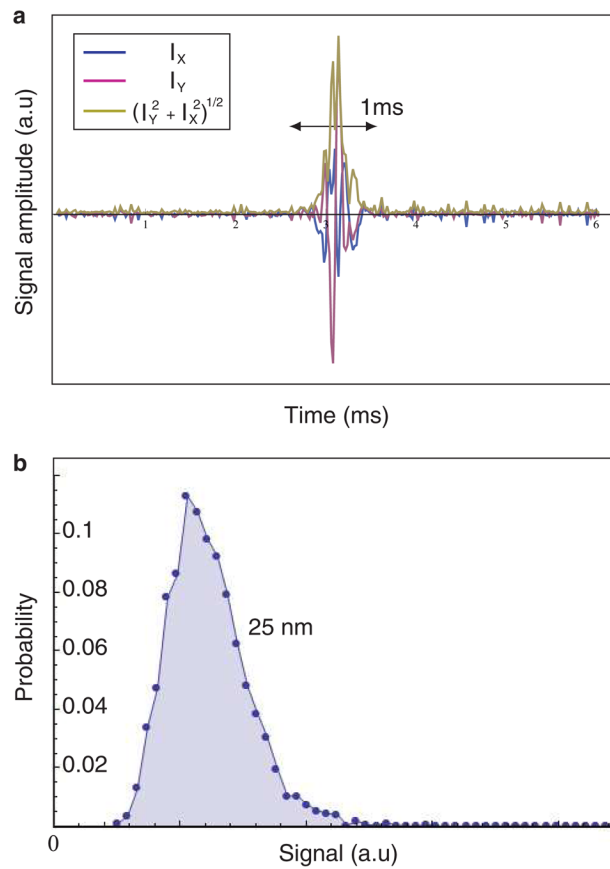 a
I_X
I_Y
(I_Y^2 + I_X^2)^1/2
1ms
Signal amplitude (a.u)
1 2 3 4 5 6
Time (ms)
b
0.1
0.08
0.06
0.04
0.02
25 nm
Probability
0
Signal (a.u)